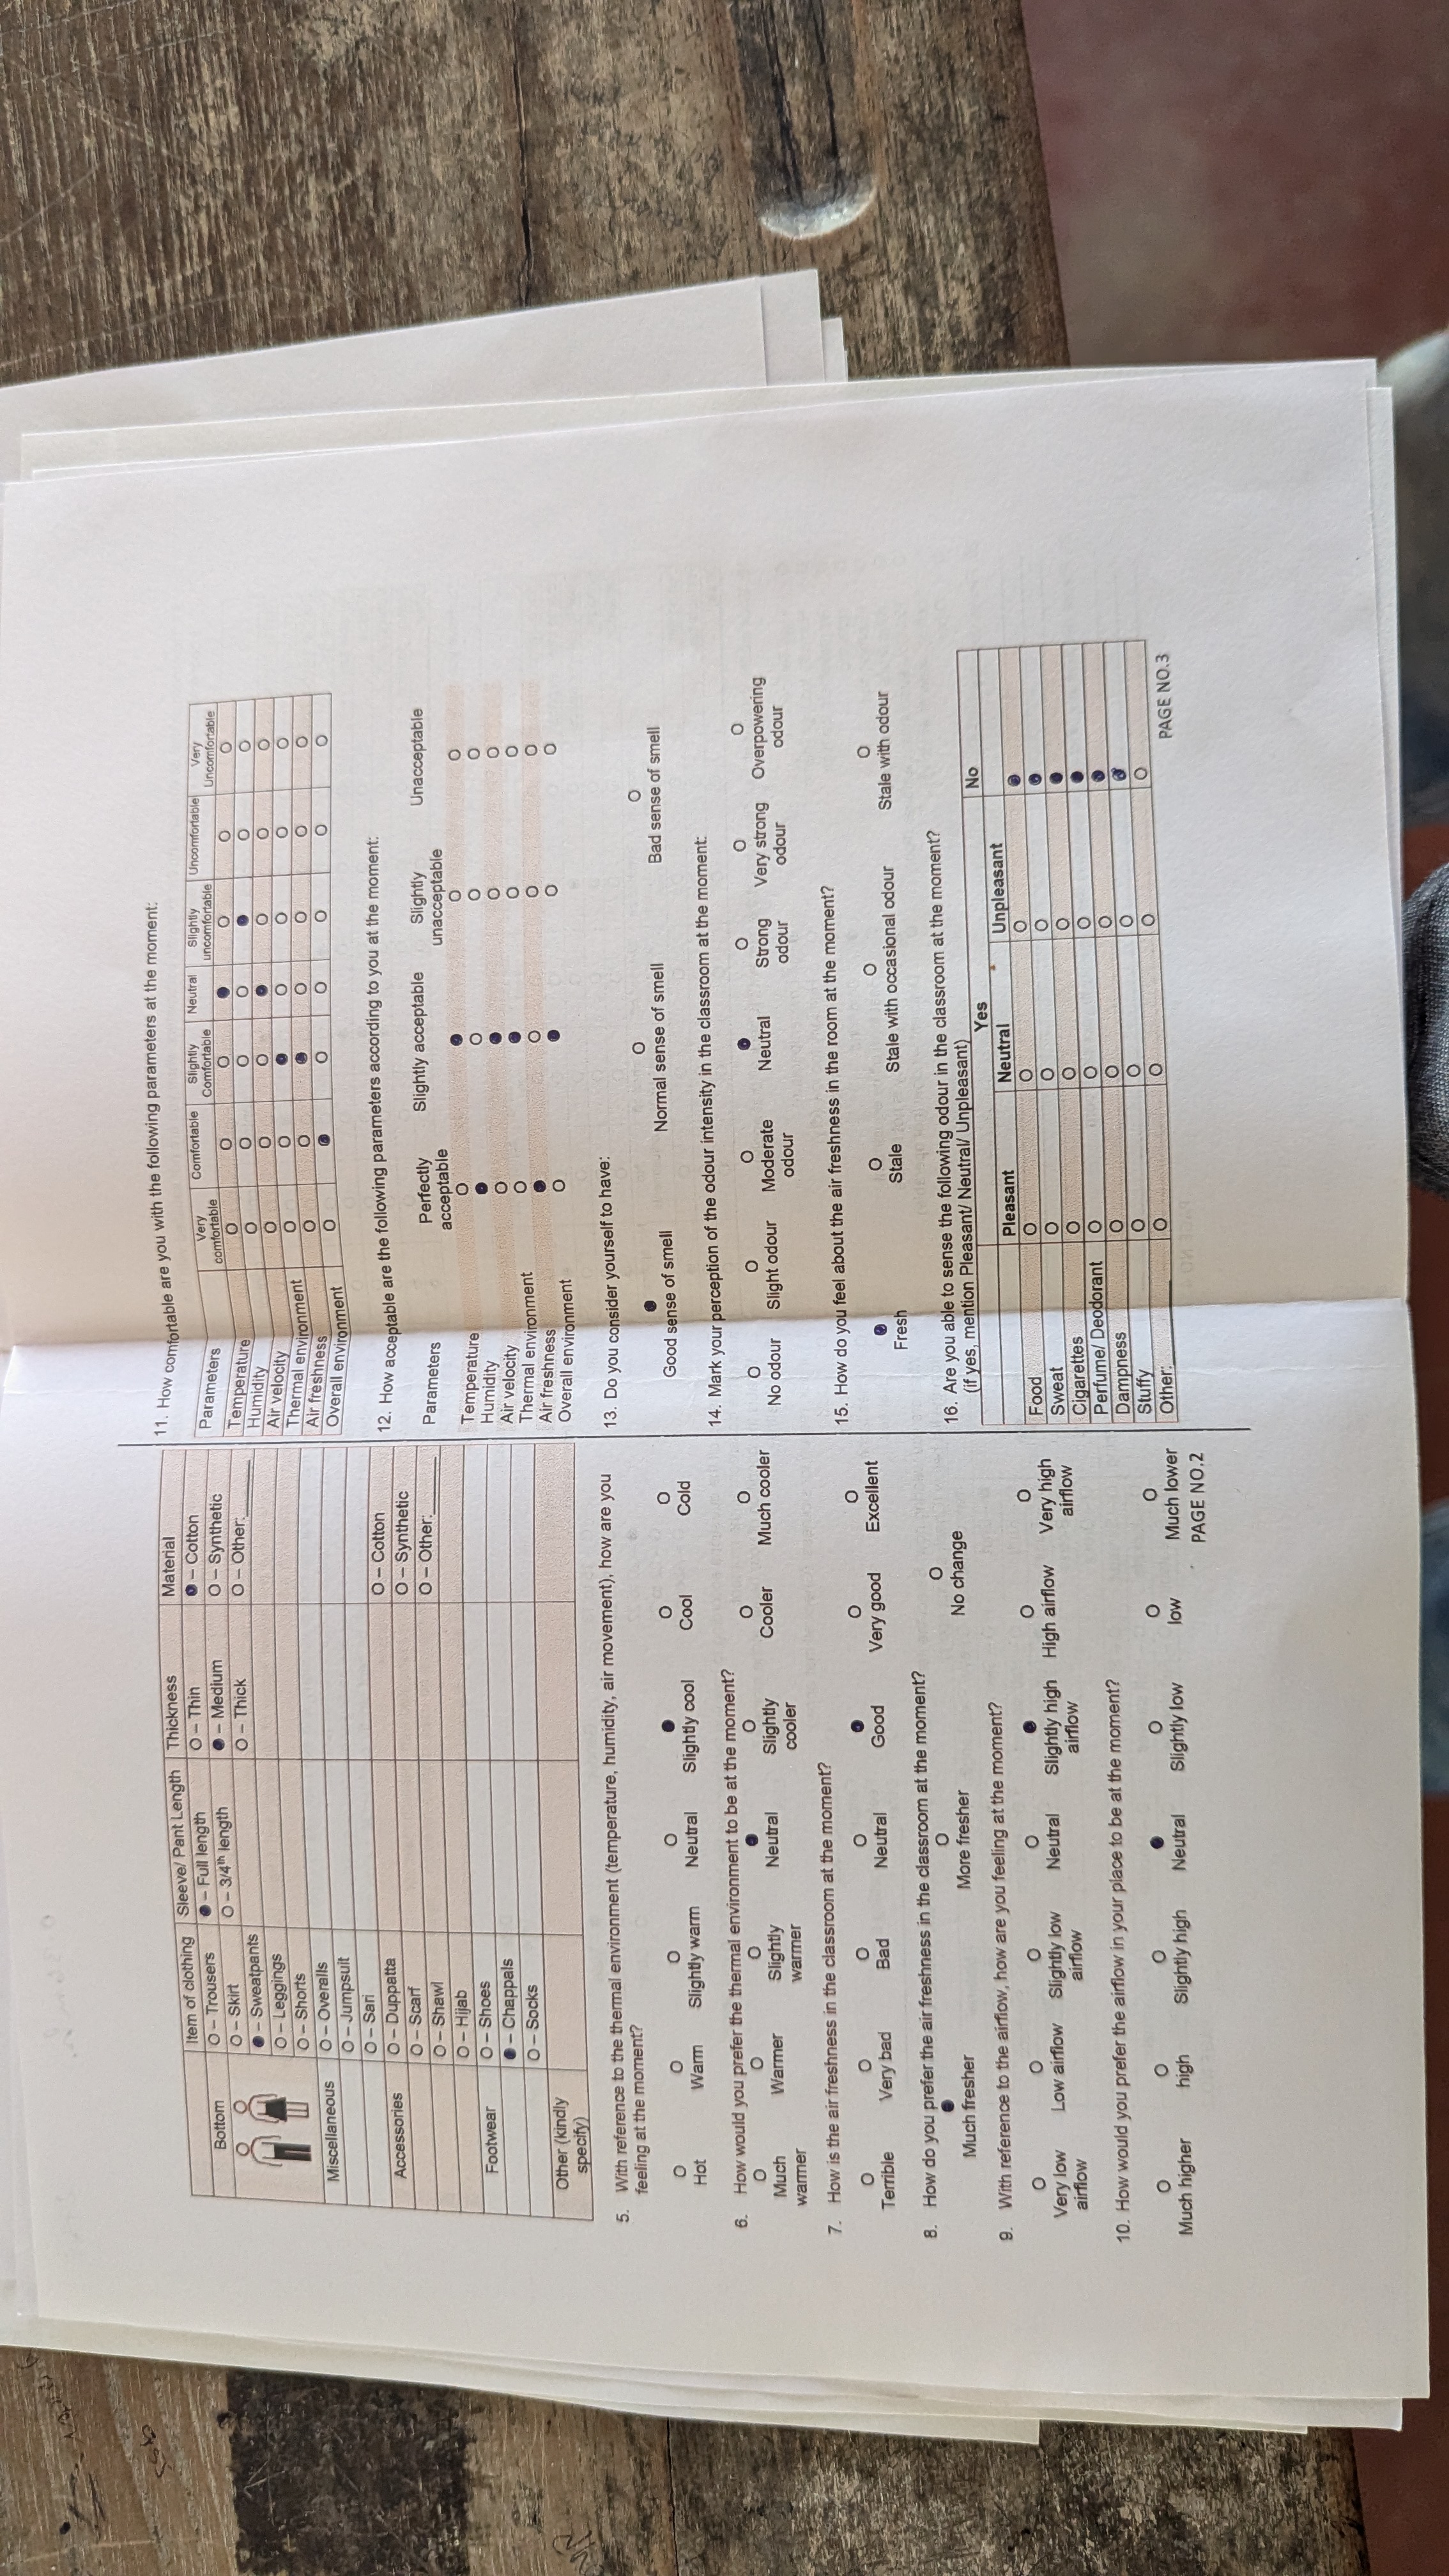 Item of clothing Sleeve/ Pant Length Thickness Material
Bottom O – Trousers ● – Full length O – Thin ● – Cotton
O – Skirt O – 3/4th length ● – Medium O – Synthetic
● – Sweatpants O – Thick O – Other:______
O – Leggings
O – Shorts
Miscellaneous O – Overalls
O – Jumpsuit
O – Sari
Accessories O – Duppatta O – Cotton
O – Scarf O – Synthetic
O – Shawl O – Other:______
O – Hijab
Footwear O – Shoes
● – Chappals
O – Socks
Other (kindly
specify)
5. With reference to the thermal environment (temperature, humidity, air movement), how are you
feeling at the moment?
O O O O ● O O
Hot Warm Slightly warm Neutral Slightly cool Cool Cold
6. How would you prefer the thermal environment to be at the moment?
O O O ● O O O
Much Warmer Slightly Neutral Slightly Cooler Much cooler
warmer warmer cooler
7. How is the air freshness in the classroom at the moment?
O O O O ● O O
Terrible Very bad Bad Neutral Good Very good Excellent
8. How do you prefer the air freshness in the classroom at the moment?
● O O
Much fresher More fresher No change
9. With reference to the airflow, how are you feeling at the moment?
O O O O ● O O
Very low Low airflow Slightly low Neutral Slightly high High airflow Very high
airflow airflow airflow airflow
10. How would you prefer the airflow in your place to be at the moment?
O O O ● O O O
Much higher high Slightly high Neutral Slightly low low Much lower
PAGE NO.2
11. How comfortable are you with the following parameters at the moment:
Parameters Very Comfortable Slightly Neutral Slightly Uncomfortable Very
comfortable Comfortable uncomfortable Uncomfortable
Temperature O O O ● O O O
Humidity O O O O ● O O
Air velocity O O O ● O O O
Thermal environment O O ● O O O O
Air freshness O O ● O O O O
Overall environment O ● O O O O O
12. How acceptable are the following parameters according to you at the moment:
Parameters Perfectly Slightly acceptable Slightly Unacceptable
acceptable unacceptable
Temperature O ● O O
Humidity ● O O O
Air velocity O ● O O
Thermal environment O ● O O
Air freshness ● O O O
Overall environment O ● O O
13. Do you consider yourself to have:
● O O
Good sense of smell Normal sense of smell Bad sense of smell
14. Mark your perception of the odour intensity in the classroom at the moment:
O O O ● O O O
No odour Slight odour Moderate Neutral Strong Very strong Overpowering
odour odour odour odour
15. How do you feel about the air freshness in the room at the moment?
● O O O
Fresh Stale Stale with occasional odour Stale with odour
16. Are you able to sense the following odour in the classroom at the moment?
(if yes, mention Pleasant/ Neutral/ Unpleasant)
Yes No
Pleasant Neutral Unpleasant
Food O O O ●
Sweat O O O ●
Cigarettes O O O ●
Perfume/ Deodorant O O O ●
Dampness O O O ●
Stuffy O O O ●
Other:________ O O O O
PAGE NO.3